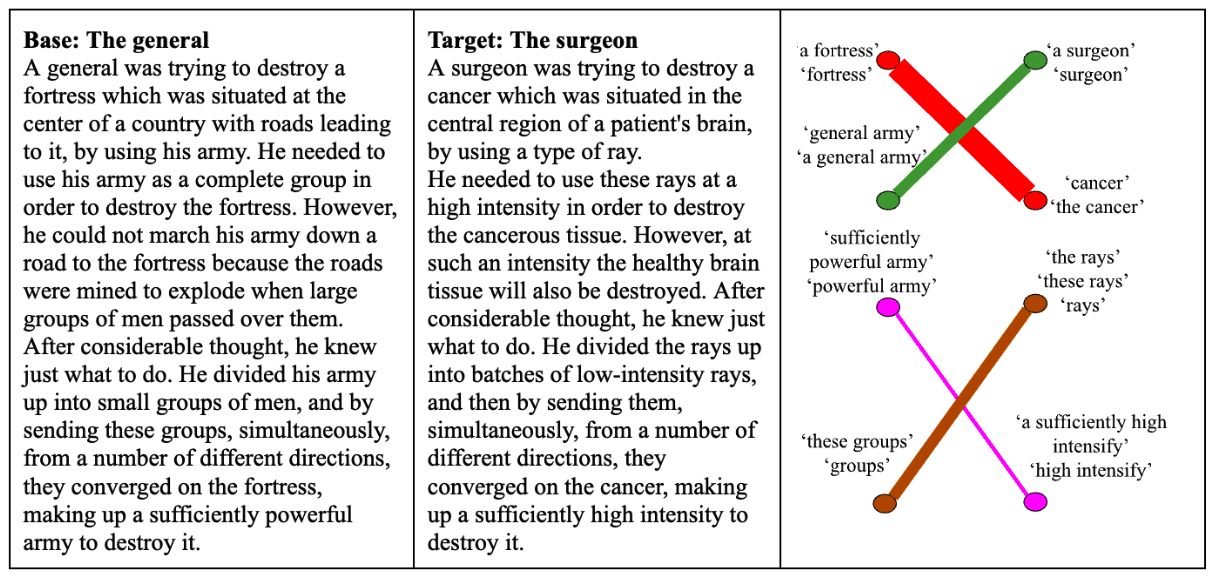 Base: The general
A general was trying to destroy a
fortress which was situated at the
center of a country with roads leading
to it, by using his army. He needed to
use his army as a complete group in
order to destroy the fortress. However,
he could not march his army down a
road to the fortress because the roads
were mined to explode when large
groups of men passed over them.
After considerable thought, he knew
just what to do. He divided his army
up into small groups of men, and by
sending these groups, simultaneously,
from a number of different directions,
they converged on the fortress,
making up a sufficiently powerful
army to destroy it.
Target: The surgeon
A surgeon was trying to destroy a
cancer which was situated in the
central region of a patient's brain,
by using a type of ray.
He needed to use these rays at a
high intensity in order to destroy
the cancerous tissue. However, at
such an intensity the healthy brain
tissue will also be destroyed. After
considerable thought, he knew just
what to do. He divided the rays up
into batches of low-intensity rays,
and then by sending them,
simultaneously, from a number of
different directions, they
converged on the cancer, making
up a sufficiently high intensity to
destroy it.
‘a fortress’
‘fortress’
‘a surgeon’
‘surgeon’
‘general army’
‘a general army’
‘cancer’
‘the cancer’
‘sufficiently
powerful army’
‘powerful army’
‘the rays’
‘these rays’
‘rays’
‘these groups’
‘groups’
‘a sufficiently high
intensify’
‘high intensify’